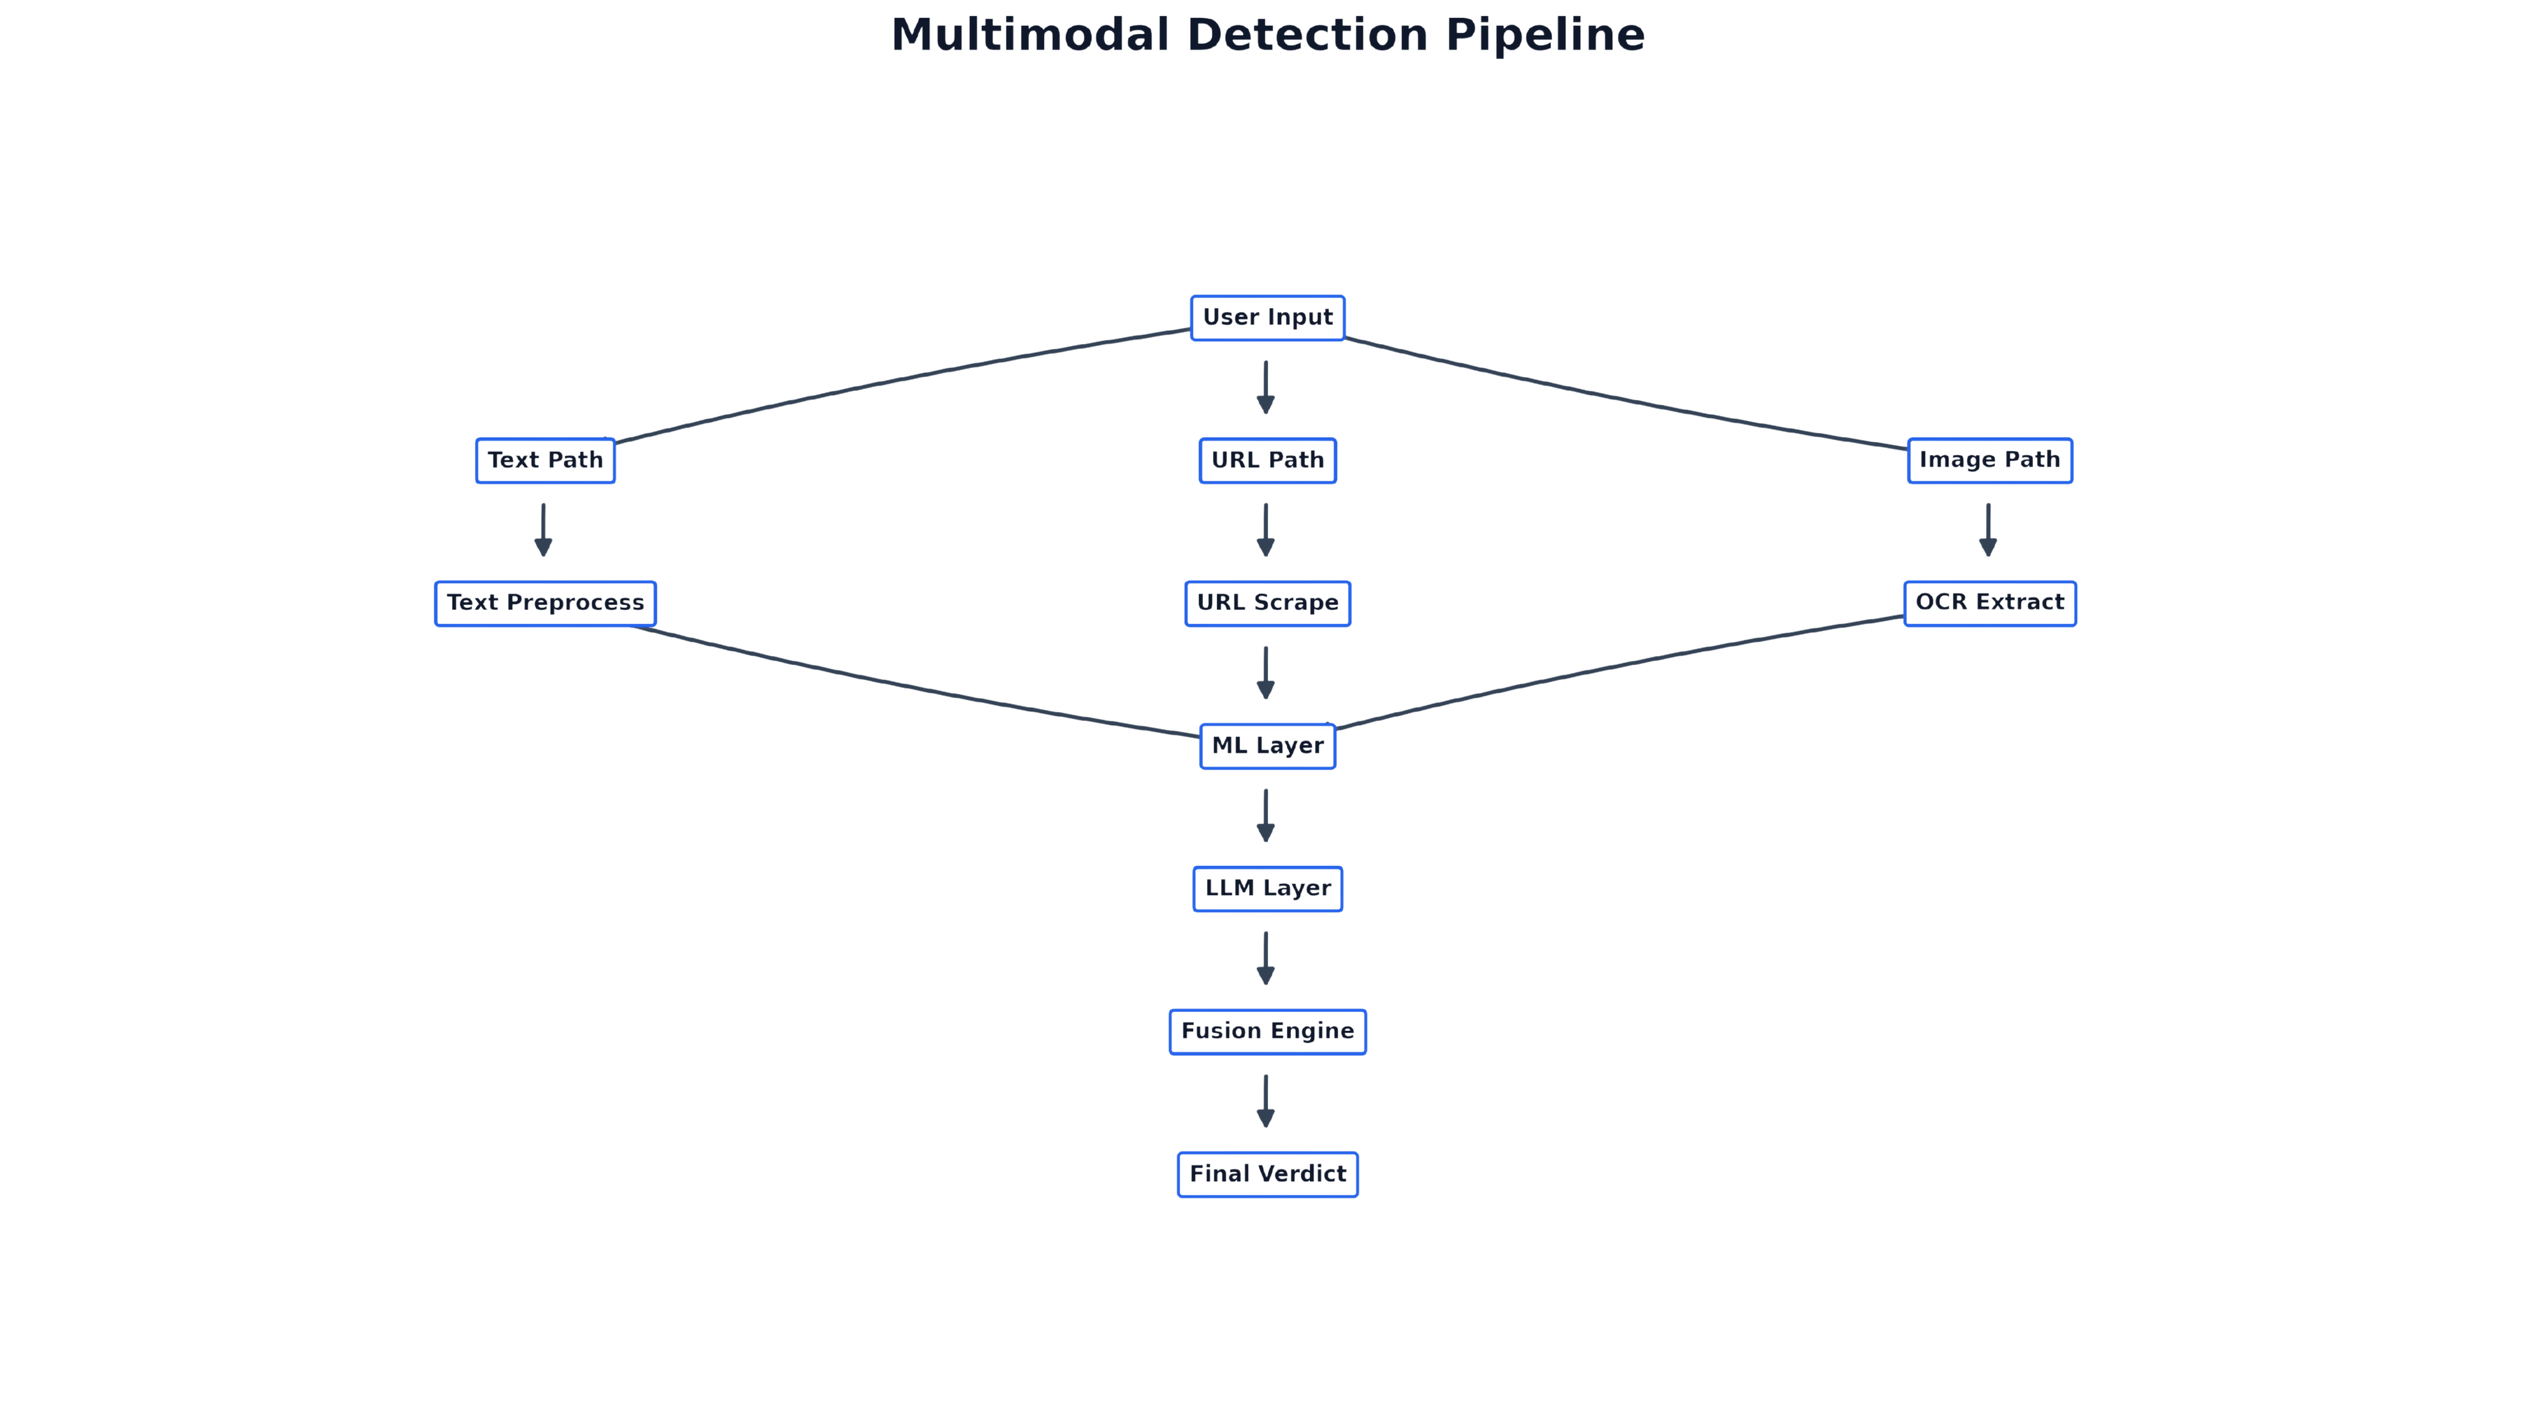 Multimodal Detection Pipeline
User Input
Text Path
URL Path
Image Path
Text Preprocess
URL Scrape
OCR Extract
ML Layer
LLM Layer
Fusion Engine
Final Verdict